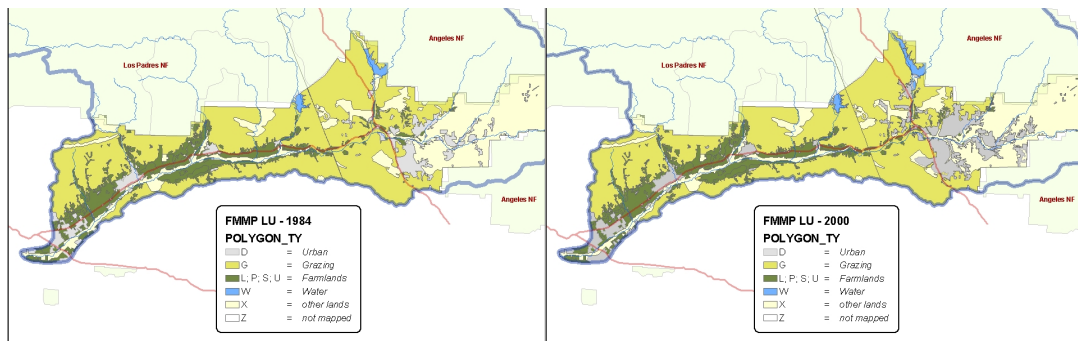 Los Padres NF
Angeles NF
Angeles NF
FMMP LU - 1984
POLYGON_TY
D = Urban
G = Grazing
L; P; S; U = Farmlands
W = Water
X = other lands
Z = not mapped
Los Padres NF
Angeles NF
Angeles NF
FMMP LU - 2000
POLYGON_TY
D = Urban
G = Grazing
L; P; S; U = Farmlands
W = Water
X = other lands
Z = not mapped